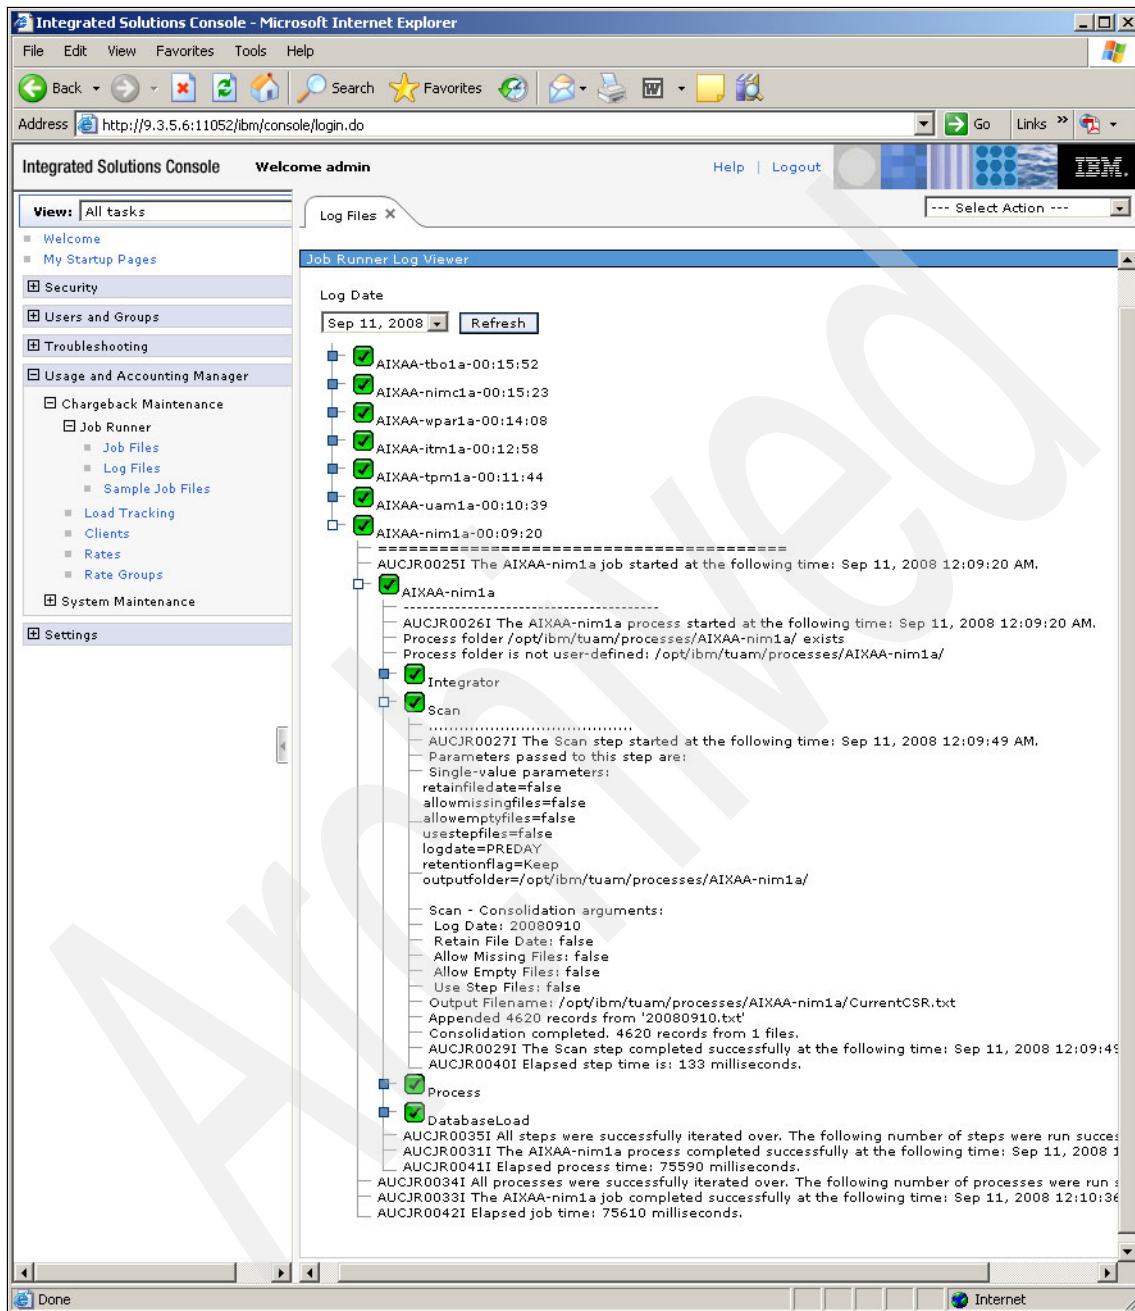 Integrated Solutions Console - Microsoft Internet Explorer
File Edit View Favorites Tools Help
Back Search Favorites
Address http://9.3.5.6:11052/ibm/console/login.do Go Links »
Integrated Solutions Console Welcome admin Help | Logout IBM.
View: All tasks
Welcome
My Startup Pages
Security
Users and Groups
Troubleshooting
Usage and Accounting Manager
Chargeback Maintenance
Job Runner
Job Files
Log Files
Sample Job Files
Load Tracking
Clients
Rates
Rate Groups
System Maintenance
Settings
Log Files
--- Select Action ---
Job Runner Log Viewer
Log Date
Sep 11, 2008 Refresh
AIXAA-tbo1a-00:15:52
AIXAA-nimc1a-00:15:23
AIXAA-wpar1a-00:14:08
AIXAA-itm1a-00:12:58
AIXAA-tpm1a-00:11:44
AIXAA-uam1a-00:10:39
AIXAA-nim1a-00:09:20
========================================
AUCJR0025I The AIXAA-nim1a job started at the following time: Sep 11, 2008 12:09:20 AM.
AIXAA-nim1a
----------------------------------------
AUCJR0026I The AIXAA-nim1a process started at the following time: Sep 11, 2008 12:09:20 AM.
Process folder /opt/ibm/tuam/processes/AIXAA-nim1a/ exists
Process folder is not user-defined: /opt/ibm/tuam/processes/AIXAA-nim1a/
Integrator
Scan
........................................
AUCJR0027I The Scan step started at the following time: Sep 11, 2008 12:09:49 AM.
Parameters passed to this step are:
Single-value parameters:
retainfiledate=false
allowmissingfiles=false
allowemptyfiles=false
usestepfiles=false
logdate=PREDAY
retentionflag=Keep
outputfolder=/opt/ibm/tuam/processes/AIXAA-nim1a/
Scan - Consolidation arguments:
Log Date: 20080910
Retain File Date: false
Allow Missing Files: false
Allow Empty Files: false
Use Step Files: false
Output Filename: /opt/ibm/tuam/processes/AIXAA-nim1a/CurrentCSR.txt
Appended 4620 records from '20080910.txt'
Consolidation completed. 4620 records from 1 files.
AUCJR0029I The Scan step completed successfully at the following time: Sep 11, 2008 12:09:49
AUCJR0040I Elapsed step time is: 133 milliseconds.
Process
DatabaseLoad
AUCJR0035I All steps were successfully iterated over. The following number of steps were run succes
AUCJR0031I The AIXAA-nim1a process completed successfully at the following time: Sep 11, 2008 1
AUCJR0041I Elapsed process time: 75590 milliseconds.
AUCJR0034I All processes were successfully iterated over. The following number of processes were run s
AUCJR0033I The AIXAA-nim1a job completed successfully at the following time: Sep 11, 2008 12:10:36
AUCJR0042I Elapsed job time: 75610 milliseconds.
Done Internet
Archived